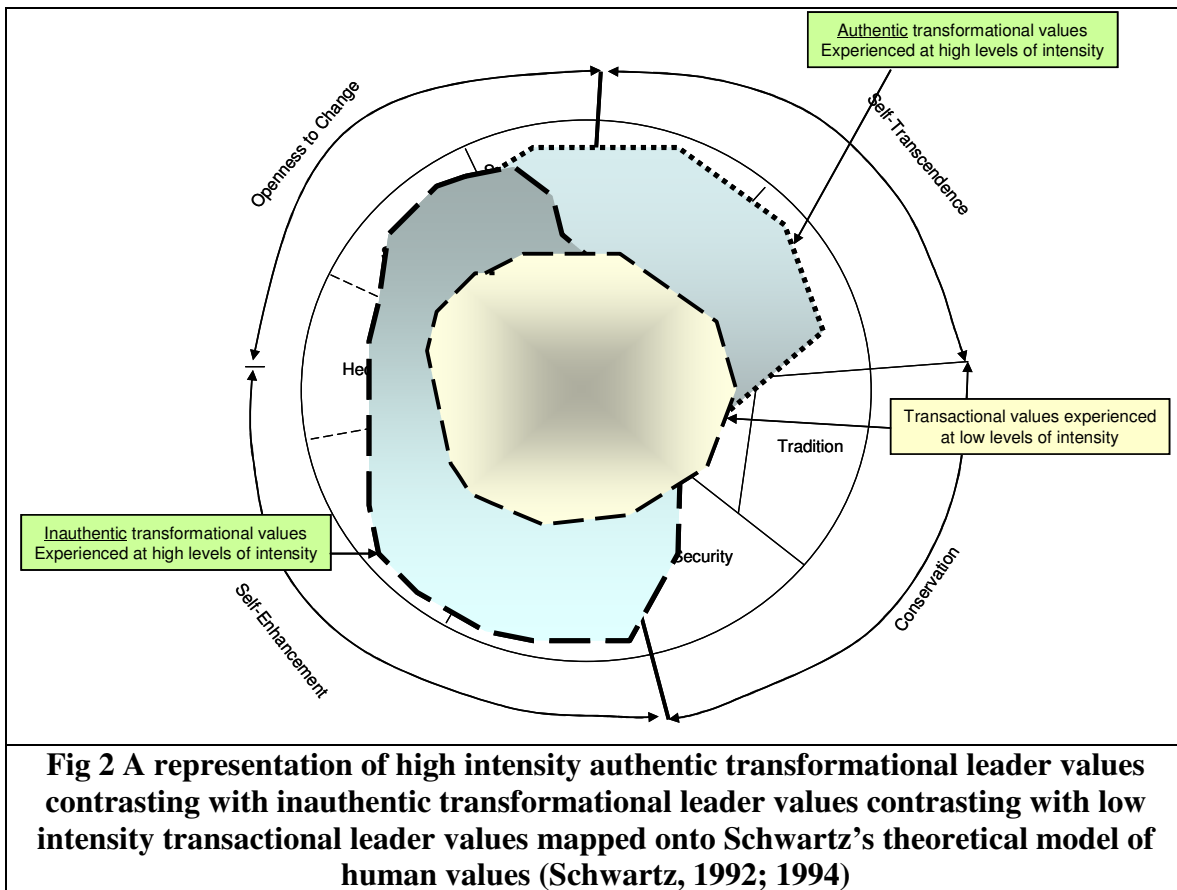 Authentic transformational values
Experienced at high levels of intensity
Openness to Change
Self-Transcendence
Transactional values experienced
at low levels of intensity
Tradition
Inauthentic transformational values
Experienced at high levels of intensity
Security
Self-Enhancement
Conservation
Fig 2 A representation of high intensity authentic transformational leader values
contrasting with inauthentic transformational leader values contrasting with low
intensity transactional leader values mapped onto Schwartz's theoretical model of
human values (Schwartz, 1992; 1994)